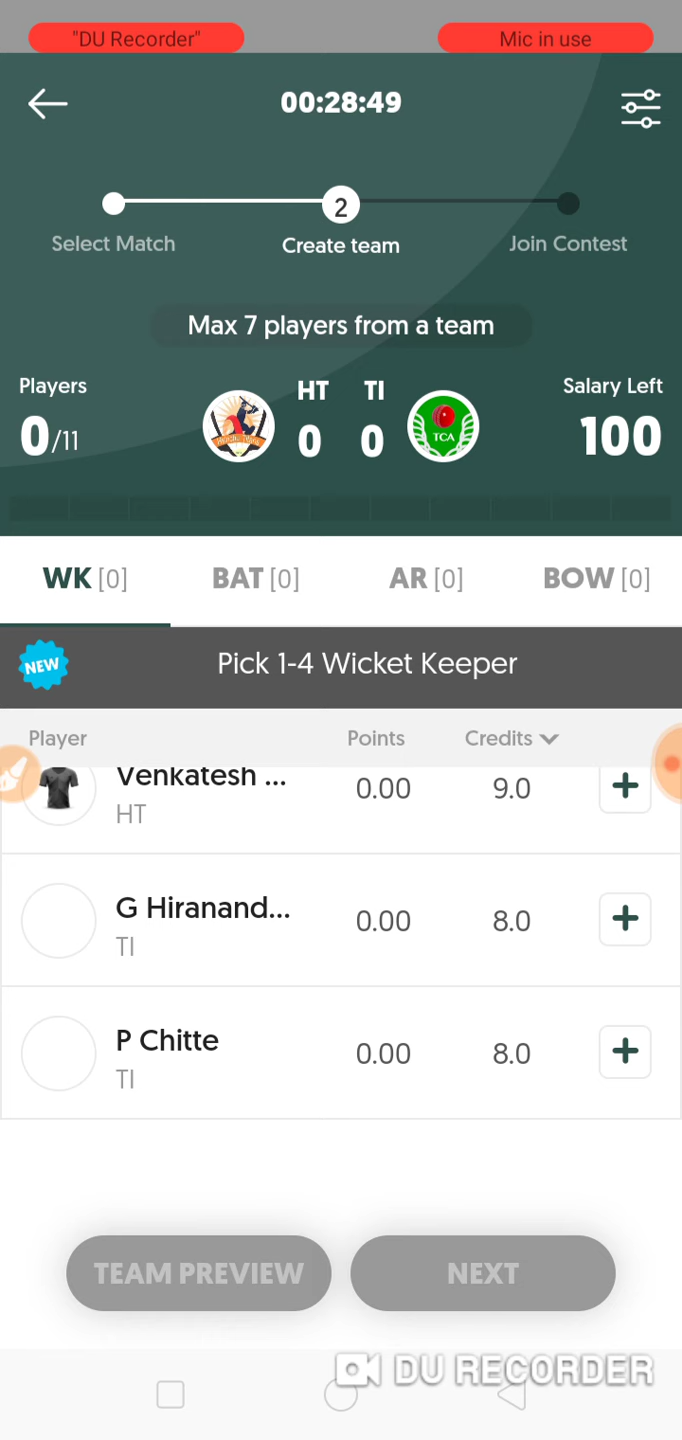 "DU Recorder" Mic in use
00:28:49
2
Select Match Create team Join Contest
Max 7 players from a team
Players HT TI Salary Left
0/11 0 0 100
TCA
WK [0] BAT [0] AR [0] BOW [0]
NEW Pick 1-4 Wicket Keeper
Player Points Credits
Venkatesh ... 0.00 9.0 +
HT
G Hiranand... 0.00 8.0 +
TI
P Chitte 0.00 8.0 +
TI
TEAM PREVIEW NEXT
DU RECORDER